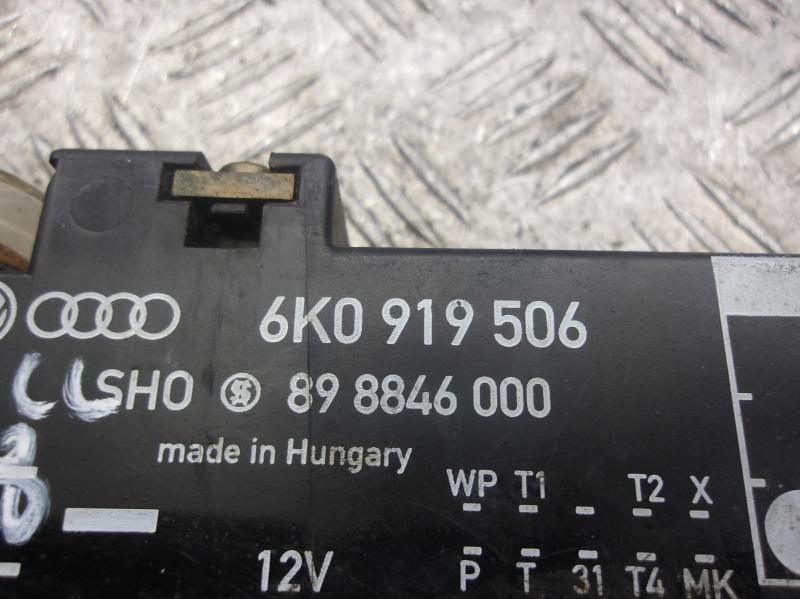 6K0 919 506
SHO 89 8846 000
made in Hungary
WP T1 T2 X
12V P T 31 T4 MK